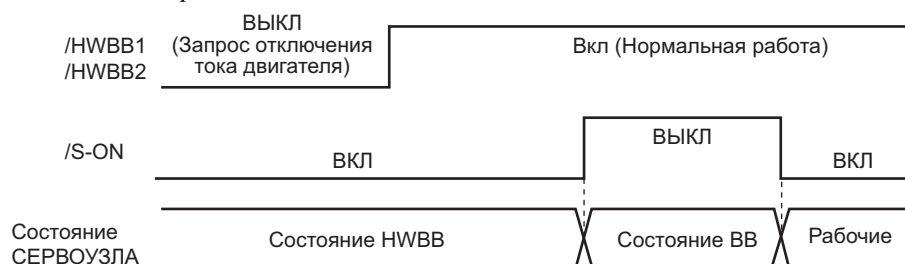 ВЫКЛ
/HWBB1
(Запрос отключения
Вкл (Нормальная работа)
/HWBB2
тока двигателя)
/S-ON
ВКЛ
ВЫКЛ
ВКЛ
Состояние
СЕРВОУЗЛА
Состояние HWBB
Состояние BB
Рабочие